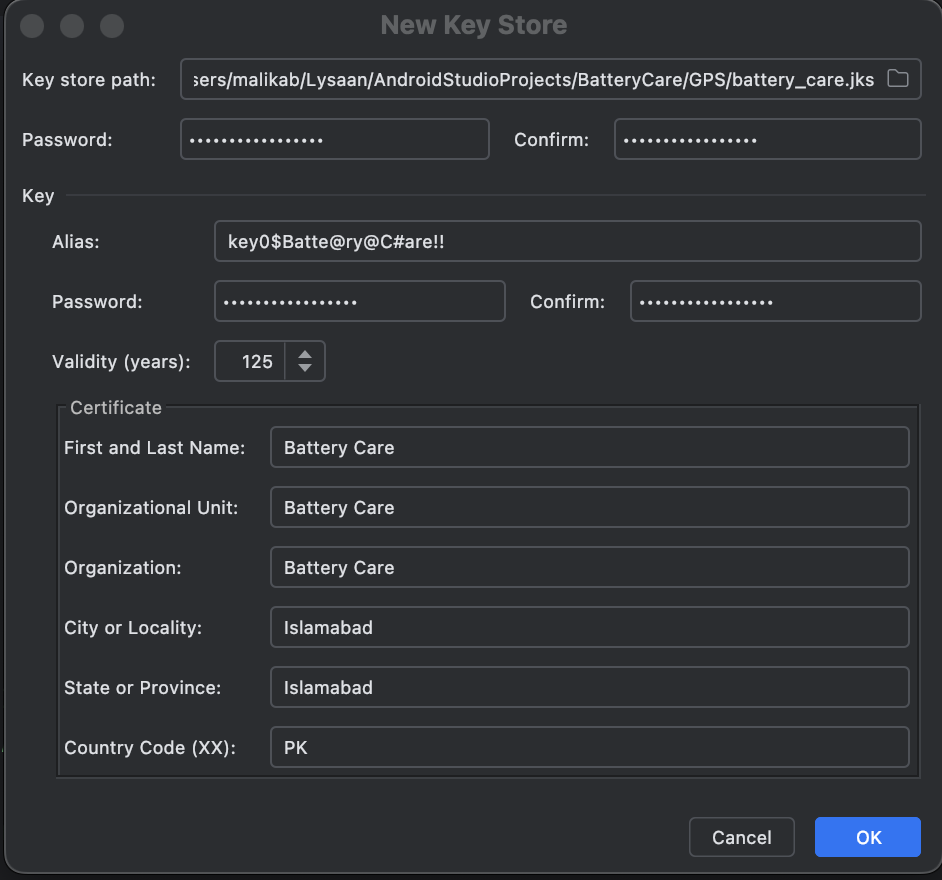 New Key Store
Key store path: sers/malikab/Lysaan/AndroidStudioProjects/BatteryCare/GPS/battery_care.jks
Password: ••••••••••••••••• Confirm: •••••••••••••••••
Key
Alias: key0$Batte@ry@C#are!!
Password: ••••••••••••••••• Confirm: •••••••••••••••••
Validity (years): 125
Certificate
First and Last Name: Battery Care
Organizational Unit: Battery Care
Organization: Battery Care
City or Locality: Islamabad
State or Province: Islamabad
Country Code (XX): PK
Cancel OK